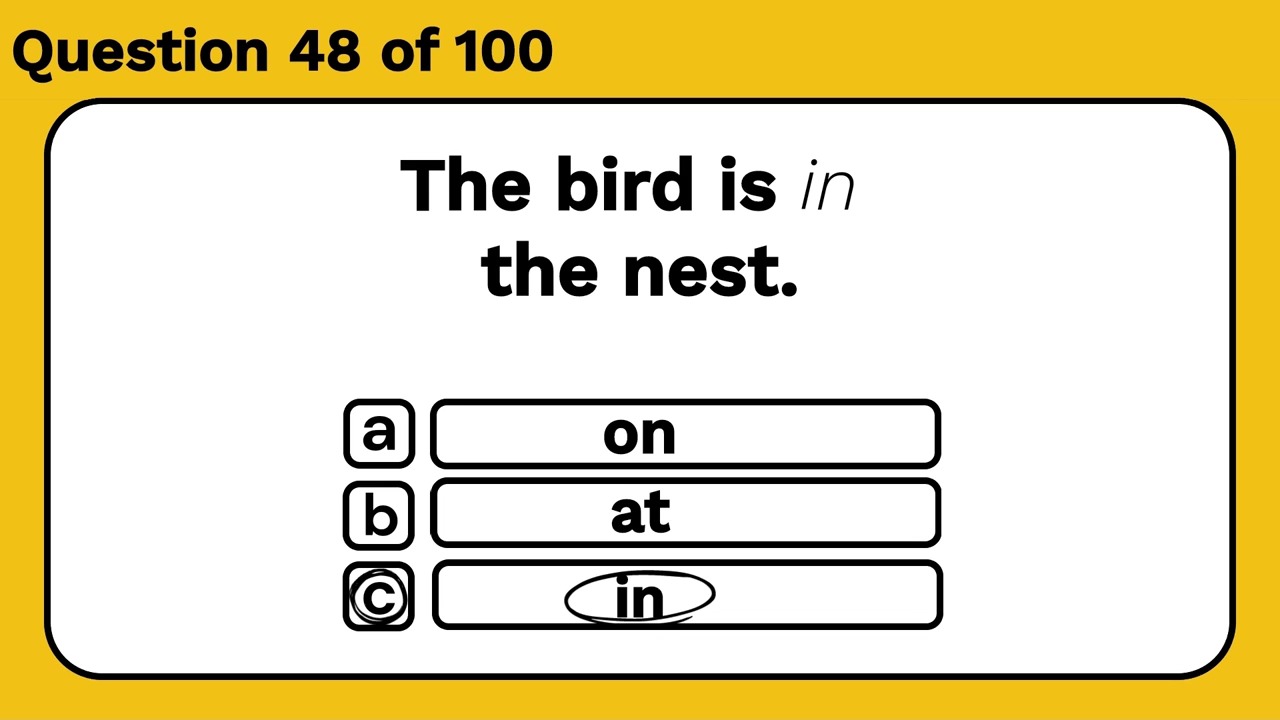 Question 48 of 100
The bird is in
the nest.
a on
b at
c in